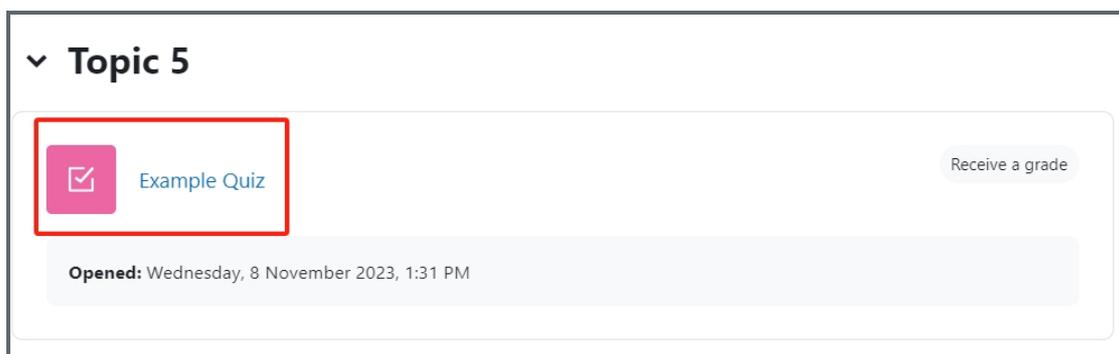 Topic 5
Example Quiz
Receive a grade
Opened: Wednesday, 8 November 2023, 1:31 PM